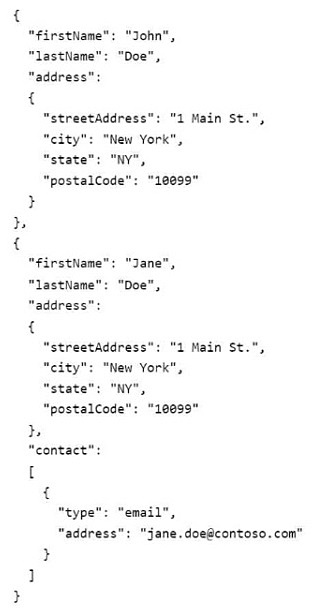 {
  "firstName": "John",
  "lastName": "Doe",
  "address":
  {
    "streetAddress": "1 Main St.",
    "city": "New York",
    "state": "NY",
    "postalCode": "10099"
  }
},
{
  "firstName": "Jane",
  "lastName": "Doe",
  "address":
  {
    "streetAddress": "1 Main St.",
    "city": "New York",
    "state": "NY",
    "postalCode": "10099"
  },
  "contact":
  [
    {
      "type": "email",
      "address": "jane.doe@contoso.com"
    }
  ]
}